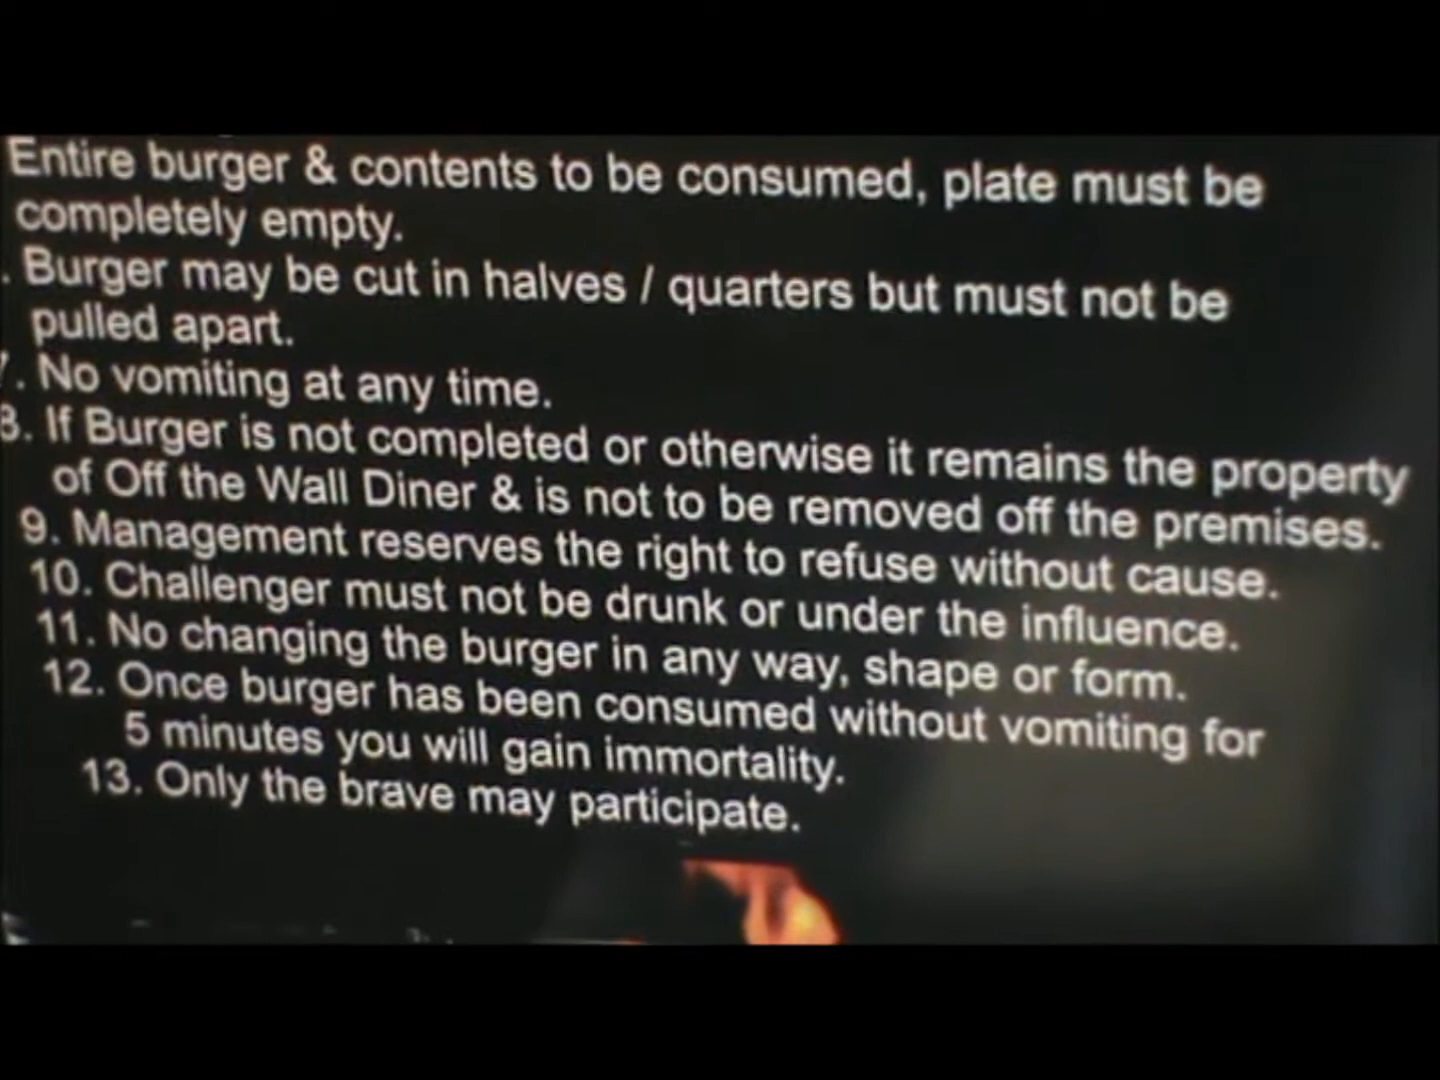 Entire burger & contents to be consumed, plate must be
completely empty.
. Burger may be cut in halves / quarters but must not be
pulled apart.
7. No vomiting at any time.
8. If Burger is not completed or otherwise it remains the property
of Off the Wall Diner & is not to be removed off the premises.
9. Management reserves the right to refuse without cause.
10. Challenger must not be drunk or under the influence.
11. No changing the burger in any way, shape or form.
12. Once burger has been consumed without vomiting for
5 minutes you will gain immortality.
13. Only the brave may participate.